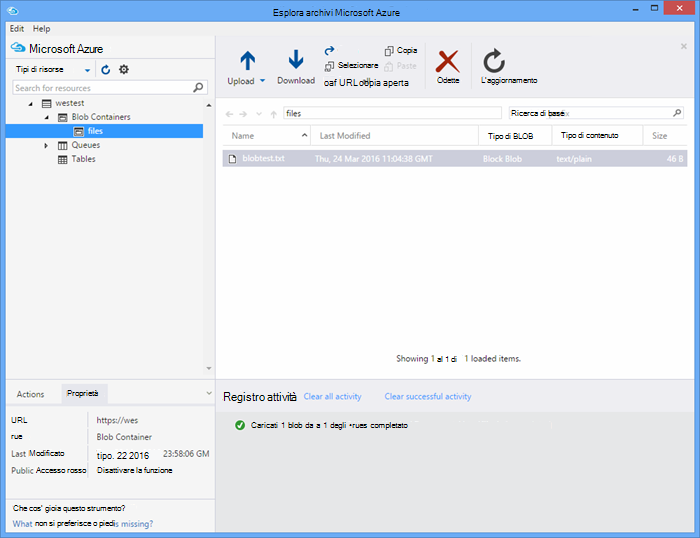 Esplora archivi Microsoft Azure
Edit Help
Microsoft Azure
Tipi di risorse
Search for resources
westest
Blob Containers
files
Queues
Tables
Upload
Download
Selezionare
Copia
Paste
oaf URL copia aperta
Odette
L'aggiornamento
files
Ricerca di basé
Name Last Modified Tipo di BLOB Tipo di contenuto Size
blobtest.txt Thu, 24 Mar 2016 11:04:38 GMT Block Blob text/plain 46 B
Showing 1 al 1 di 1 loaded items.
Actions Proprietà
URL https://wes
rue Blob Container
Last Modificato tipo. 22 2016 23:58:06 GM
Public Accesso rosso Disattivare la funzione
Che cos' gioia questo strumento?
What non si preferisce o piedi is missing?
Registro attività Clear all activity Clear successful activity
Caricati 1 blob da a 1 degli •rues completato